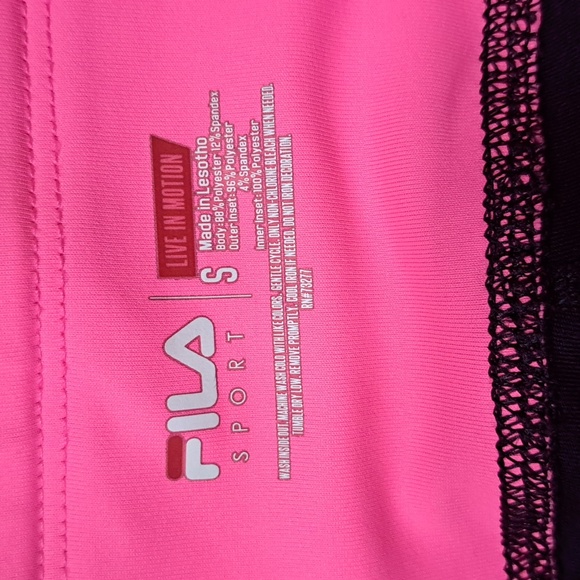 FILA
SPORT
LIVE IN MOTION
S
Made in Lesotho
Body: 88% Polyester, 12% Spandex
Outer Inset: 96% Polyester
4% Spandex
Inner Inset: 100% Polyester
WASH INSIDE OUT. MACHINE WASH COLD WITH LIKE COLORS. GENTLE CYCLE. ONLY NON-CHLORINE BLEACH WHEN NEEDED.
TUMBLE DRY LOW. REMOVE PROMPTLY. COOL IRON IF NEEDED. DO NOT IRON DECORATION.
RN#73277